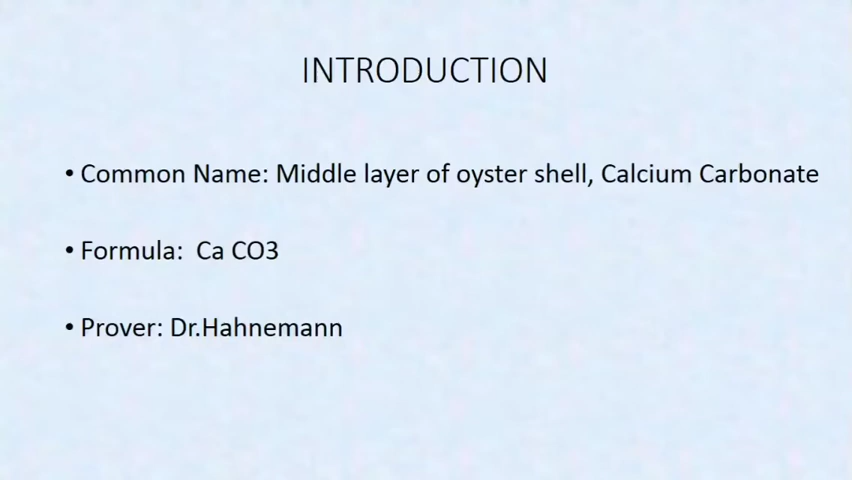 INTRODUCTION
• Common Name: Middle layer of oyster shell, Calcium Carbonate
• Formula:  Ca CO3
• Prover: Dr.Hahnemann